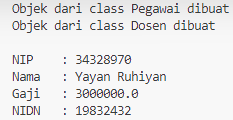 Objek dari class Pegawai dibuat
Objek dari class Dosen dibuat
NIP : 34328970
Nama : Yayan Ruhiyan
Gaji : 3000000.0
NIDN : 19832432